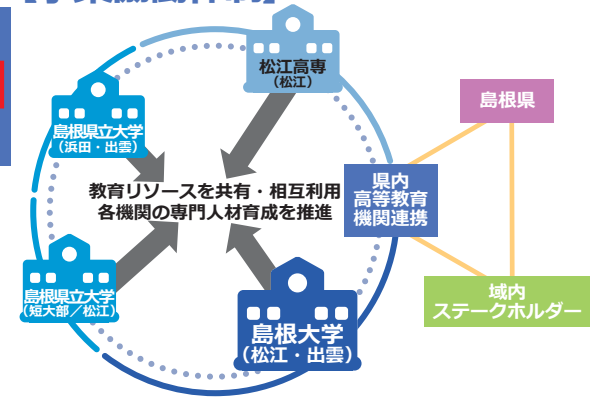 松江高専
(松江)
島根県
島根県立大学
(浜田・出雲)
教育リソースを共有・相互利用
各機関の専門人材育成を推進
県内
高等教育
機関連携
島根県立大学
(短大部／松江)
島根大学
(松江・出雲)
域内
ステークホルダー